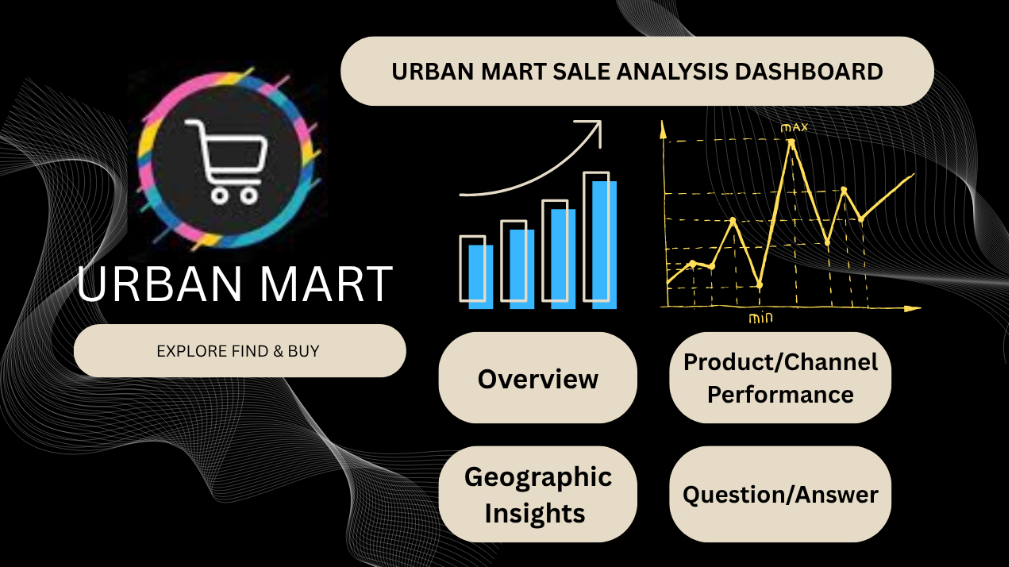 URBAN MART SALE ANALYSIS DASHBOARD
URBAN MART
EXPLORE FIND & BUY
max
min
Overview
Product/Channel
Performance
Geographic
Insights
Question/Answer